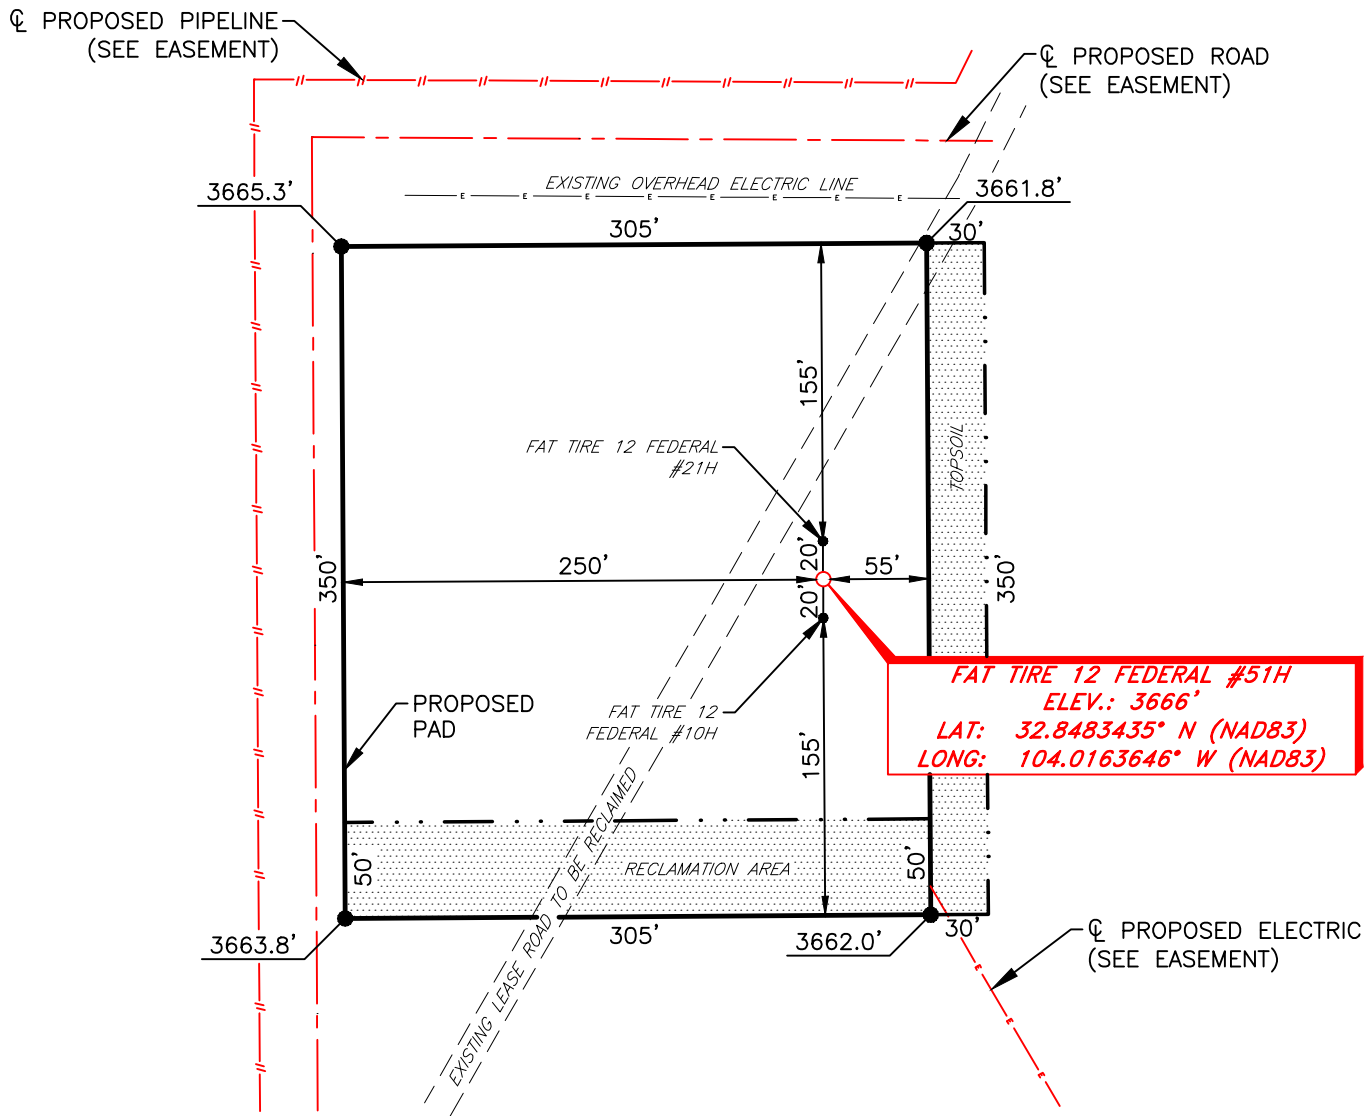 ℄ PROPOSED PIPELINE
(SEE EASEMENT)
℄ PROPOSED ROAD
(SEE EASEMENT)
3665.3'
EXISTING OVERHEAD ELECTRIC LINE
E E E E E E E E
3661.8'
305'
30'
155'
TOPSOIL
FAT TIRE 12 FEDERAL
#21H
350'
250'
20'
20'
55'
350'
FAT TIRE 12 FEDERAL #51H
ELEV.: 3666'
LAT: 32.8483435° N (NAD83)
LONG: 104.0163646° W (NAD83)
PROPOSED
PAD
FAT TIRE 12
FEDERAL #10H
155'
50'
RECLAMATION AREA
50'
EXISTING LEASE ROAD TO BE RECLAIMED
3663.8'
305'
3662.0'
30'
℄ PROPOSED ELECTRIC
(SEE EASEMENT)
E E E